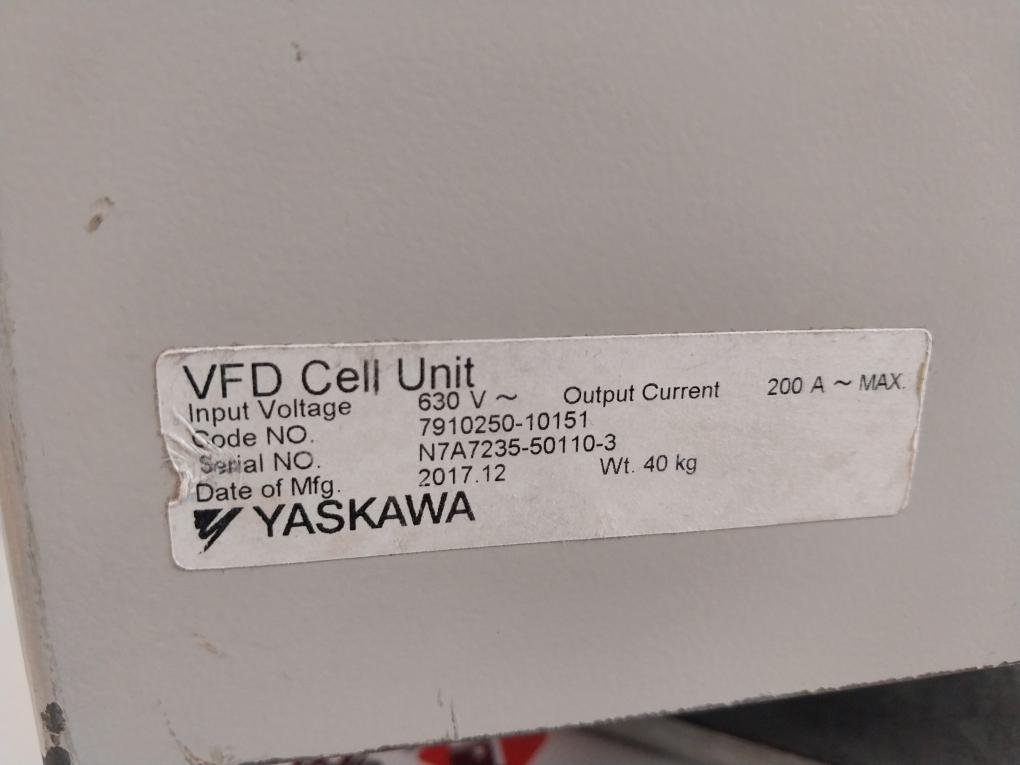 VFD Cell Unit
Input Voltage 630 V ~ Output Current 200 A ~ MAX.
Code NO. 7910250-10151
Serial NO. N7A7235-50110-3
Date of Mfg. 2017.12 Wt. 40 kg
YASKAWA